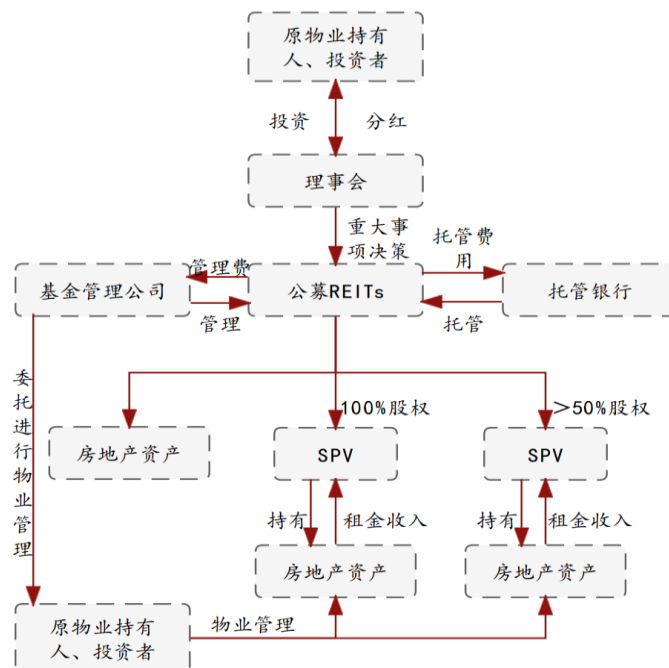 原物业持有
人、投资者
投资
分红
理事会
重大事
项决策
托管费
用
管理费
基金管理公司
公募REITs
托管银行
管理
托管
委托进行物业管理
100%股权
>50%股权
房地产资产
SPV
SPV
持有
租金收入
持有
租金收入
房地产资产
房地产资产
原物业持有
人、投资者
物业管理